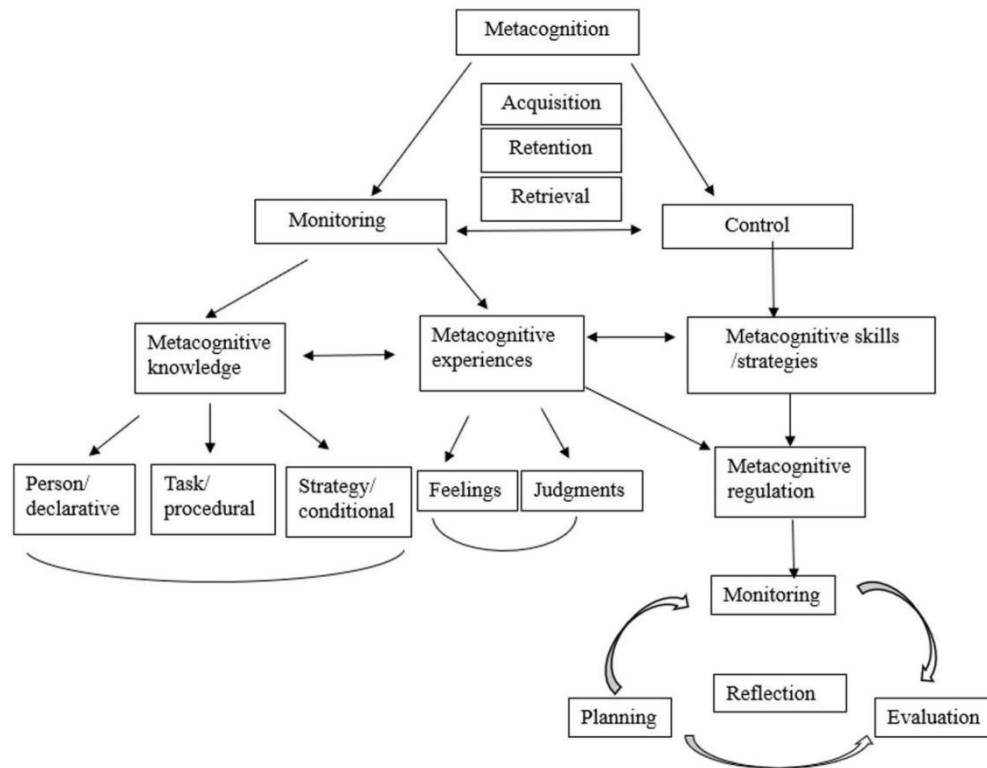 Metacognition
Acquisition
Retention
Retrieval
Monitoring
Control
Metacognitive
knowledge
Metacognitive
experiences
Metacognitive skills
/strategies
Person/
declarative
Task/
procedural
Strategy/
conditional
Feelings
Judgments
Metacognitive
regulation
Monitoring
Reflection
Planning
Evaluation